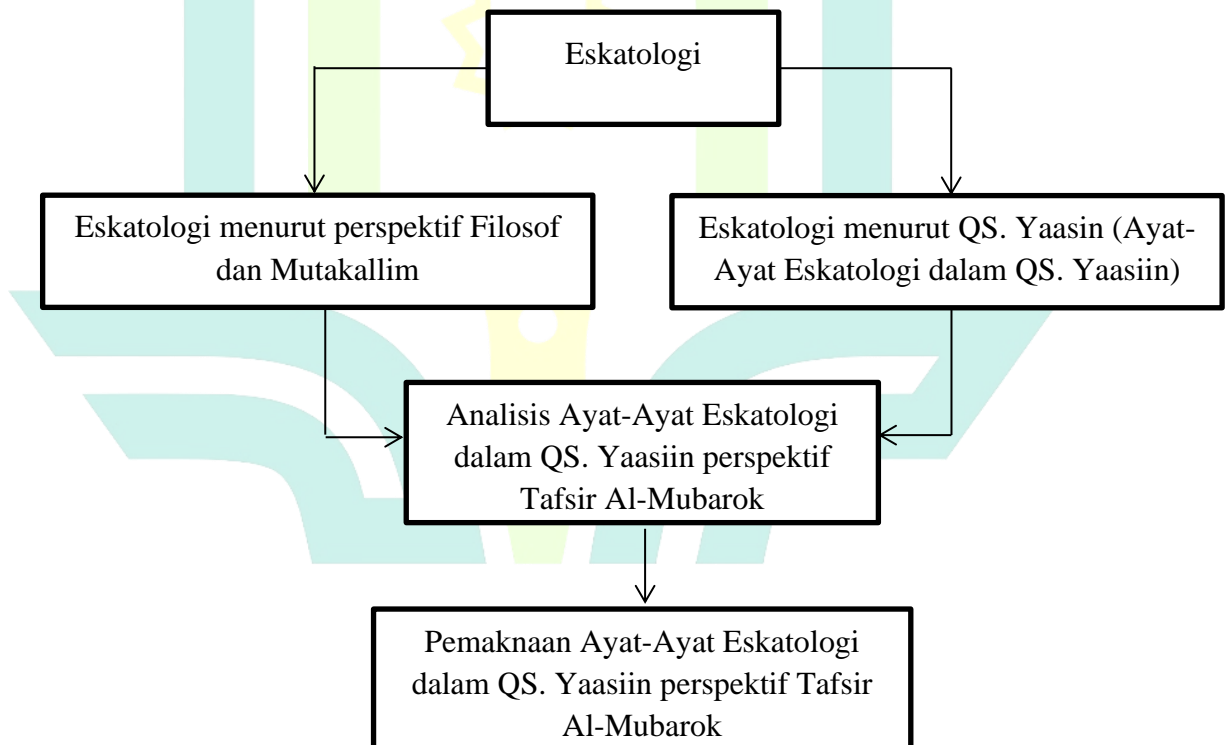 Eskatologi
Eskatologi menurut perspektif Filosof
dan Mutakallim
Eskatologi menurut QS. Yaasin (Ayat-
Ayat Eskatologi dalam QS. Yaasiin)
Analisis Ayat-Ayat Eskatologi
dalam QS. Yaasiin perspektif
Tafsir Al-Mubarok
Pemaknaan Ayat-Ayat Eskatologi
dalam QS. Yaasiin perspektif Tafsir
Al-Mubarok